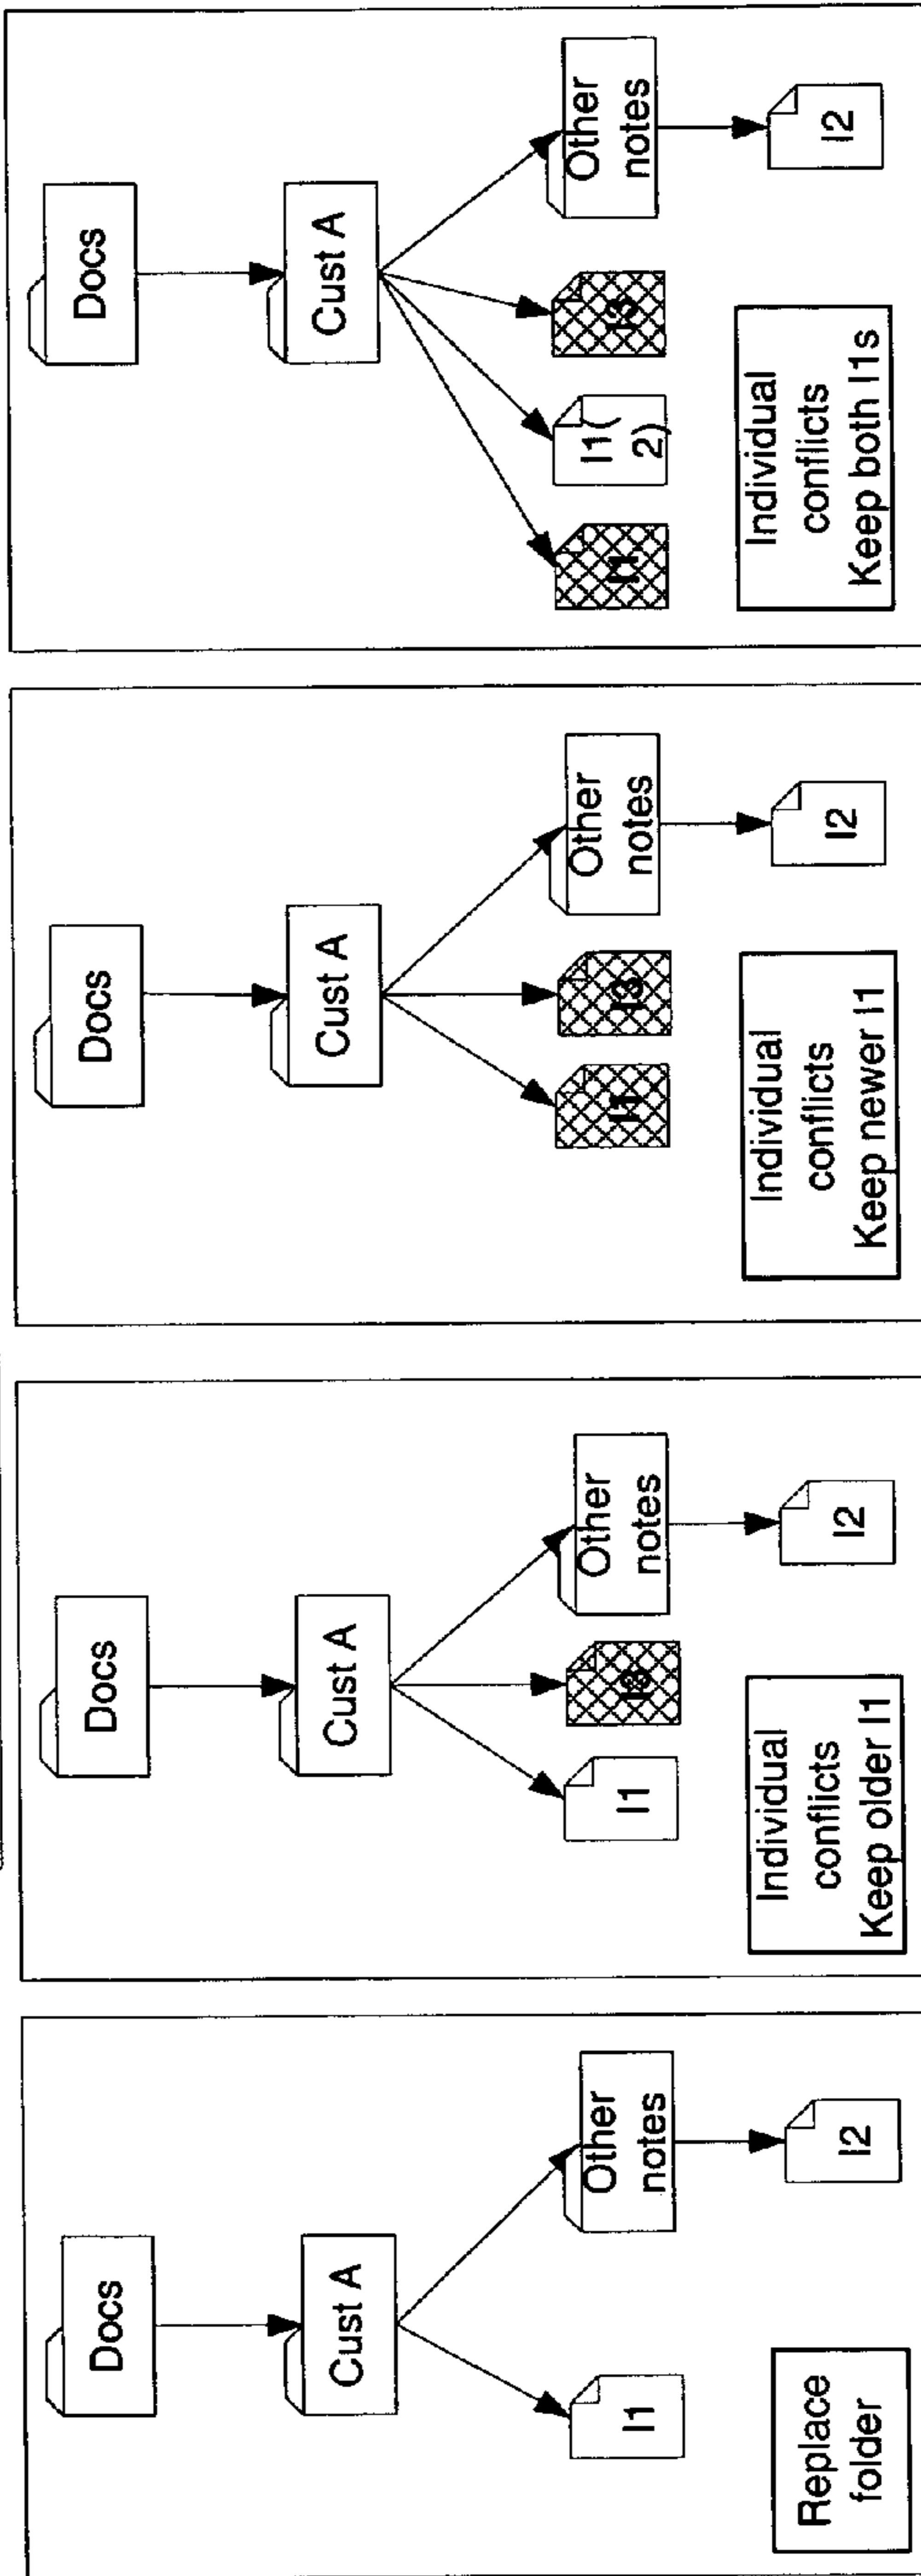 Docs
Cust A
I1
Other
notes
I2
Replace
folder
Docs
Cust A
I1
I3
Other
notes
I2
Individual
conflicts
Keep older I1
Docs
Cust A
I1
I3
Other
notes
I2
Individual
conflicts
Keep newer I1
Docs
Cust A
I1
I1(
2)
I3
Other
notes
I2
Individual
conflicts
Keep both I1s